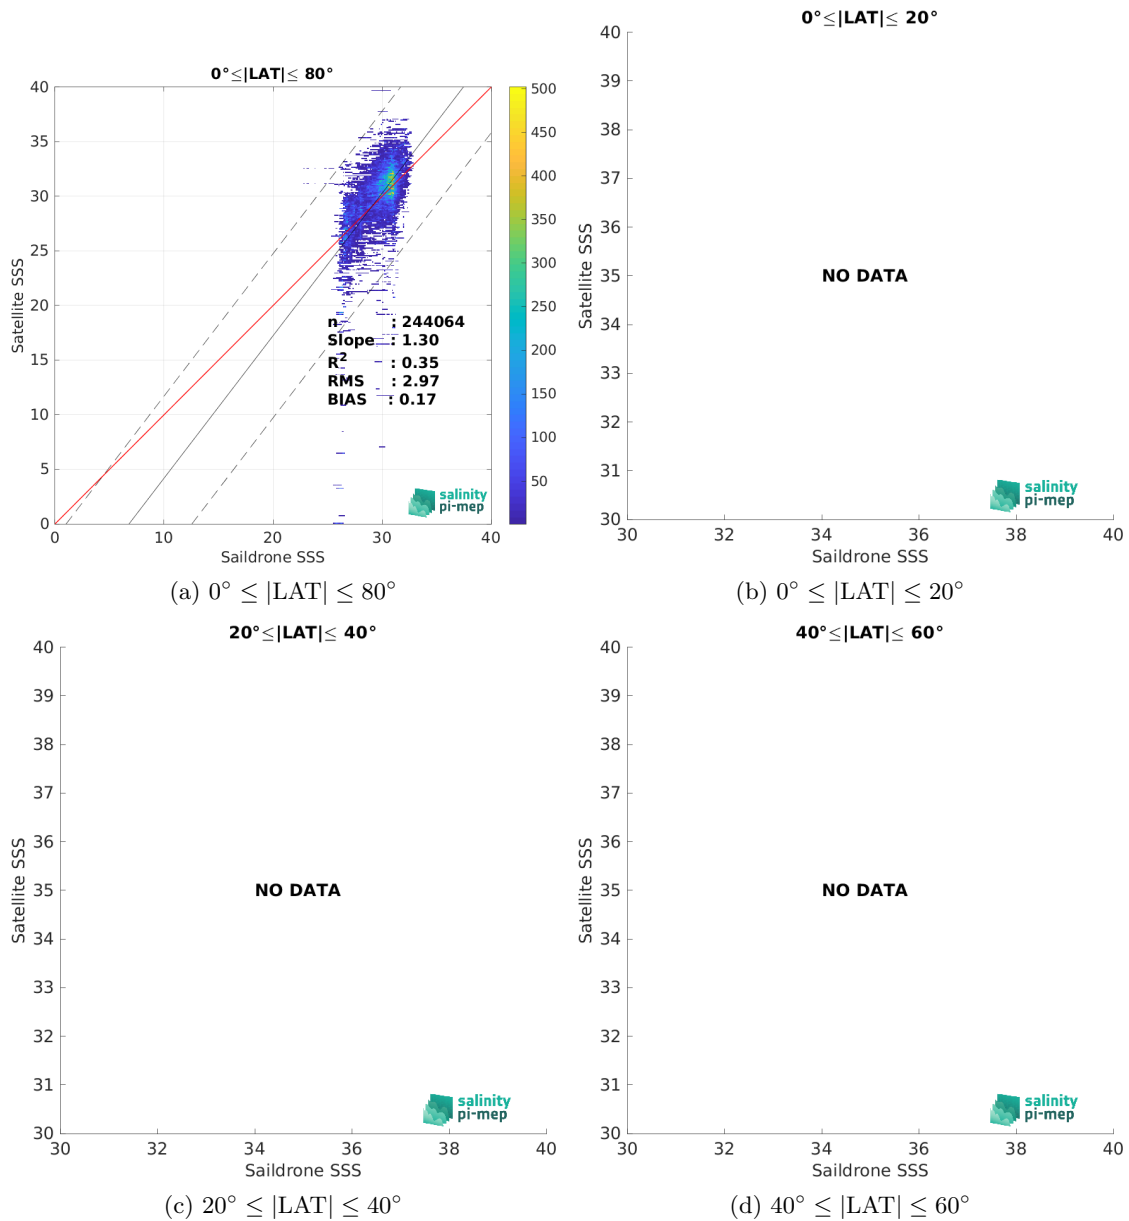 0°≤|LAT|≤ 80°
40
35
30
25
20
15
10
5
0
0
10
20
30
40
Satellite SSS
Saildrone SSS
500
450
400
350
300
250
200
150
100
50
n : 244064
Slope : 1.30
R² : 0.35
RMS : 2.97
BIAS : 0.17
salinity
pi-mep
(a) 0° ≤ |LAT| ≤ 80°
0°≤|LAT|≤ 20°
40
39
38
37
36
35
34
33
32
31
30
30
32
34
36
38
40
Satellite SSS
NO DATA
salinity
pi-mep
Saildrone SSS
(b) 0° ≤ |LAT| ≤ 20°
20°≤|LAT|≤ 40°
40
39
38
37
36
35
34
33
32
31
30
30
32
34
36
38
40
Satellite SSS
NO DATA
salinity
pi-mep
Saildrone SSS
(c) 20° ≤ |LAT| ≤ 40°
40°≤|LAT|≤ 60°
40
39
38
37
36
35
34
33
32
31
30
30
32
34
36
38
40
Satellite SSS
NO DATA
salinity
pi-mep
Saildrone SSS
(d) 40° ≤ |LAT| ≤ 60°